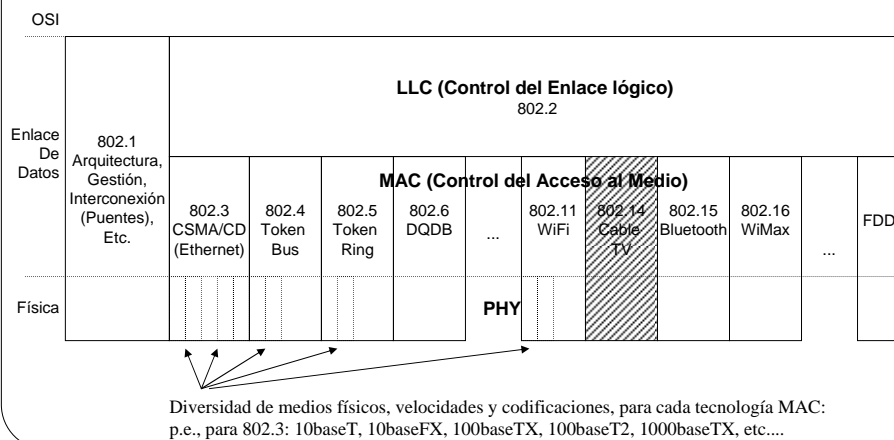 OSI
LLC (Control del Enlace lógico)
802.2
Enlace
De
Datos
802.1
Arquitectura,
Gestión,
Interconexión
(Puentes),
Etc.
MAC (Control del Acceso al Medio)
802.3
CSMA/CD
(Ethernet)
802.4
Token
Bus
802.5
Token
Ring
802.6
DQDB
...
802.11
WiFi
802.14
Cable
TV
802.15
Bluetooth
802.16
WiMax
...
FDD
Física
PHY
Diversidad de medios físicos, velocidades y codificaciones, para cada tecnología MAC:
p.e., para 802.3: 10baseT, 10baseFX, 100baseTX, 100baseT2, 1000baseTX, etc....